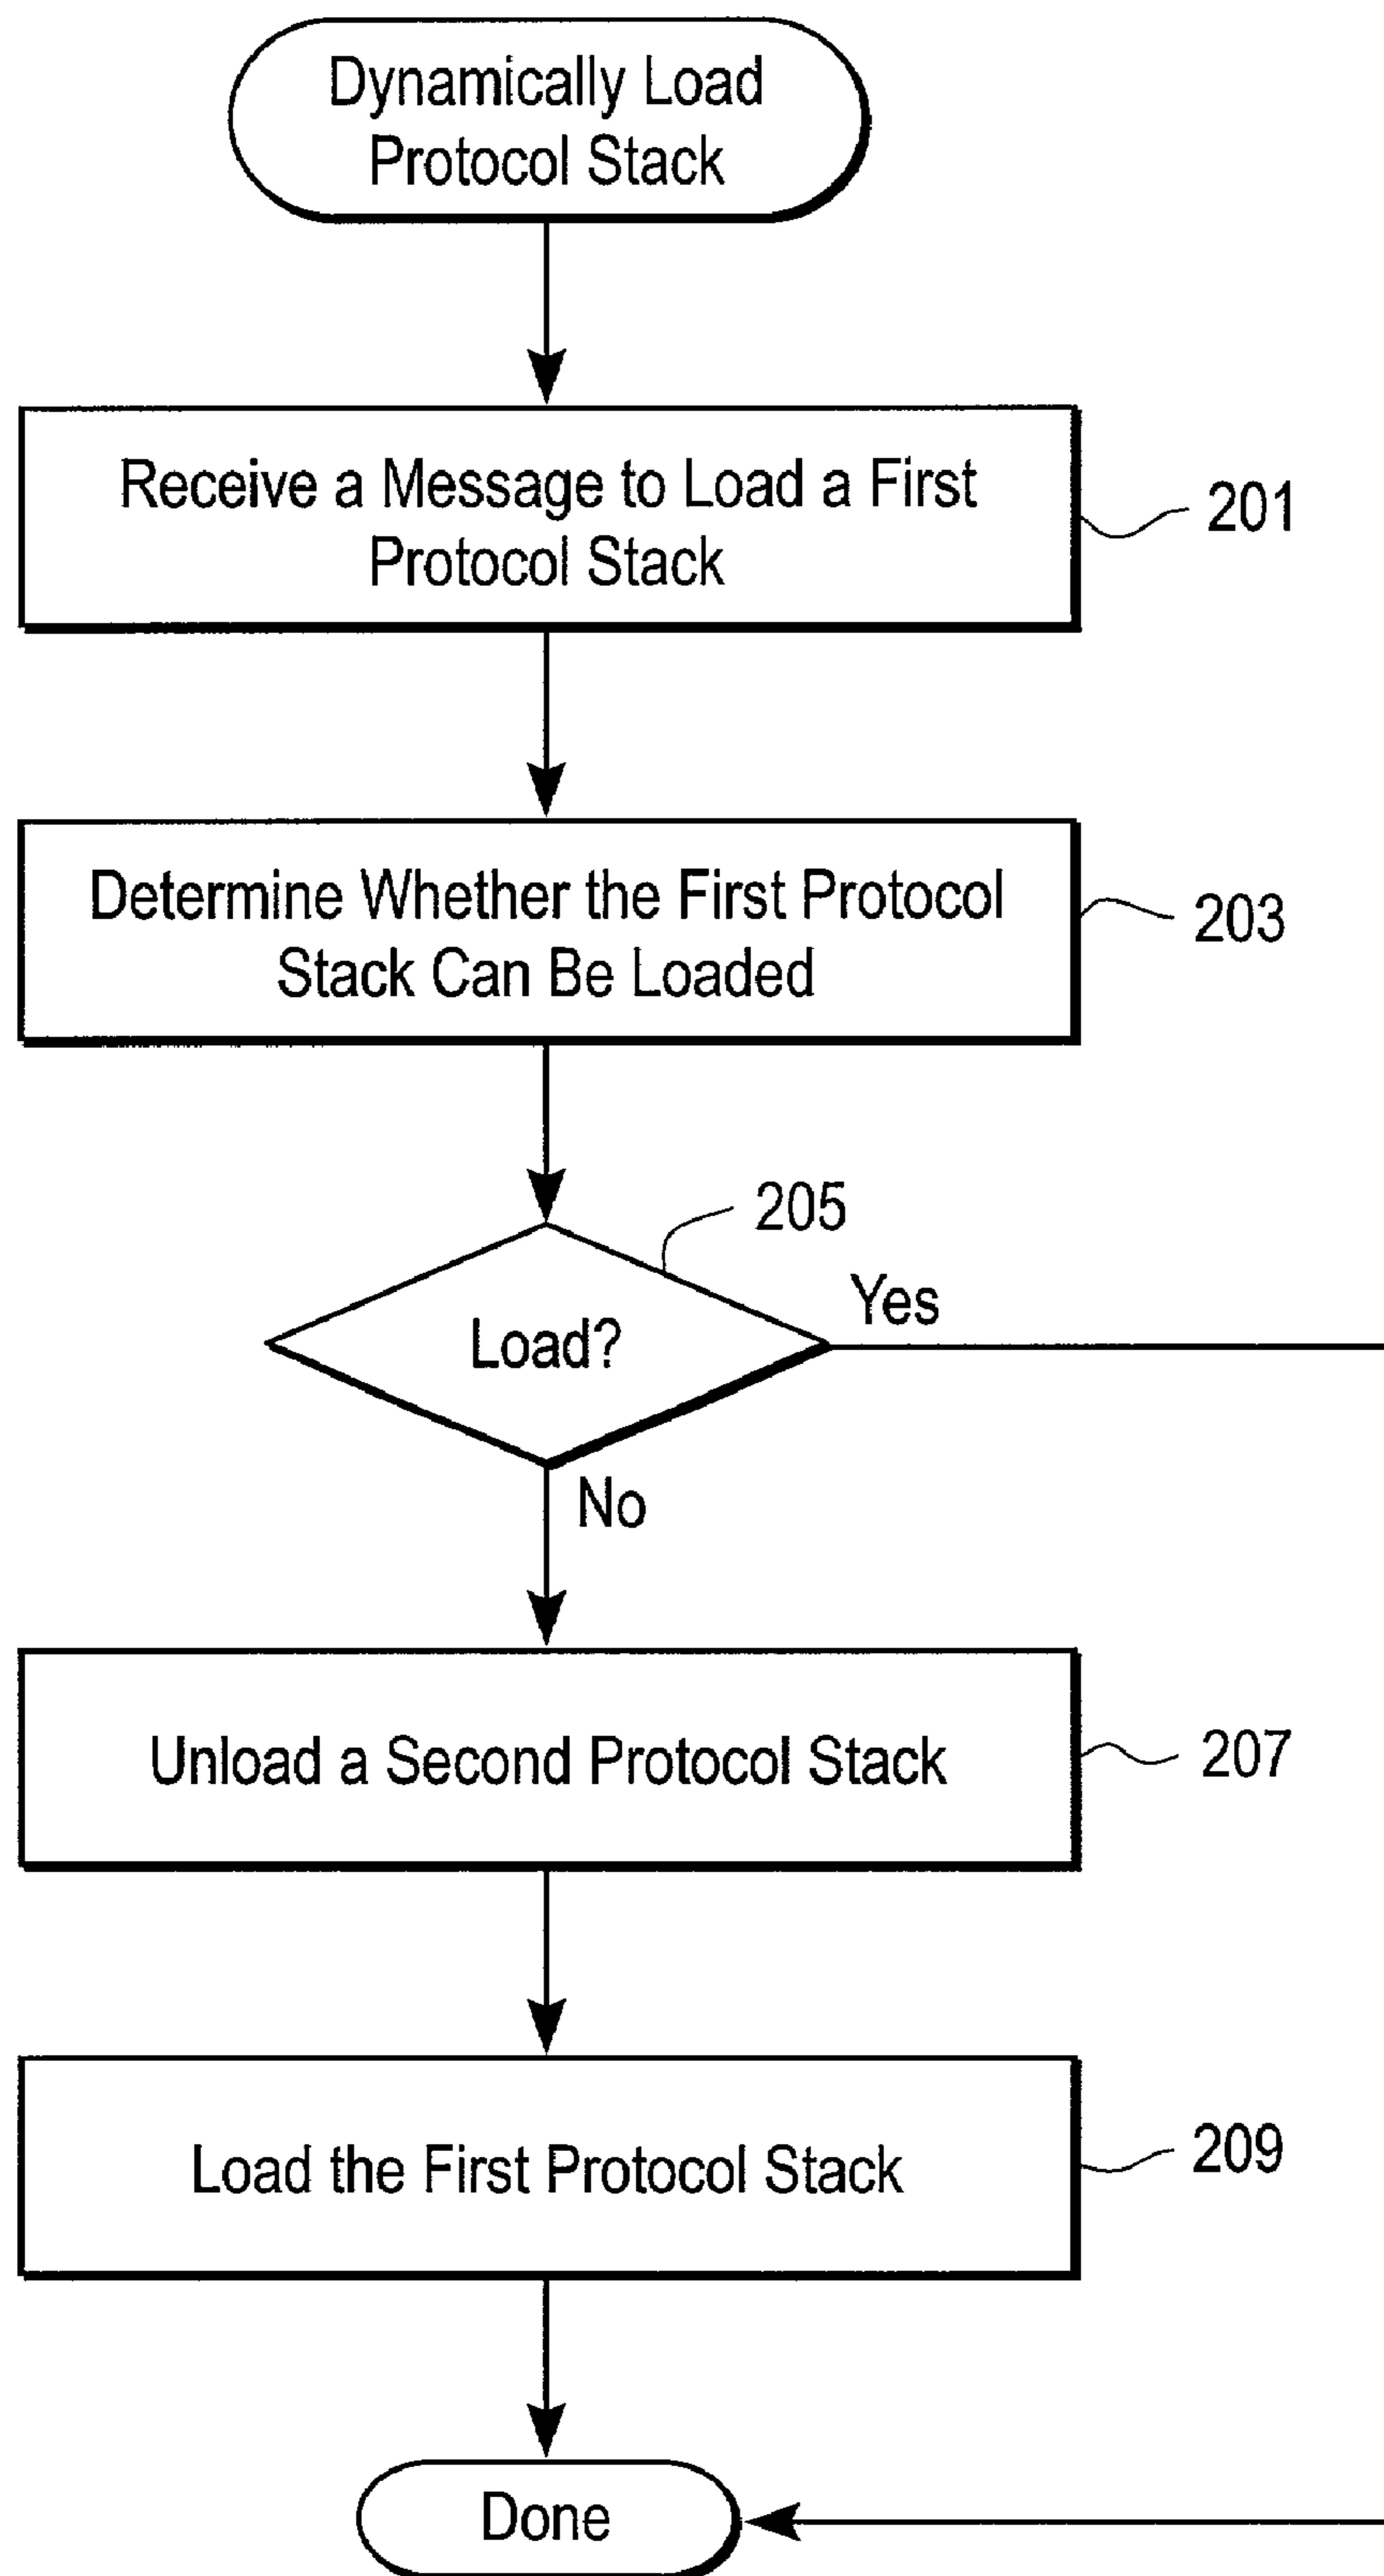 Dynamically Load
Protocol Stack
Receive a Message to Load a First
Protocol Stack
201
Determine Whether the First Protocol
Stack Can Be Loaded
203
205
Load?
Yes
No
Unload a Second Protocol Stack
207
Load the First Protocol Stack
209
Done